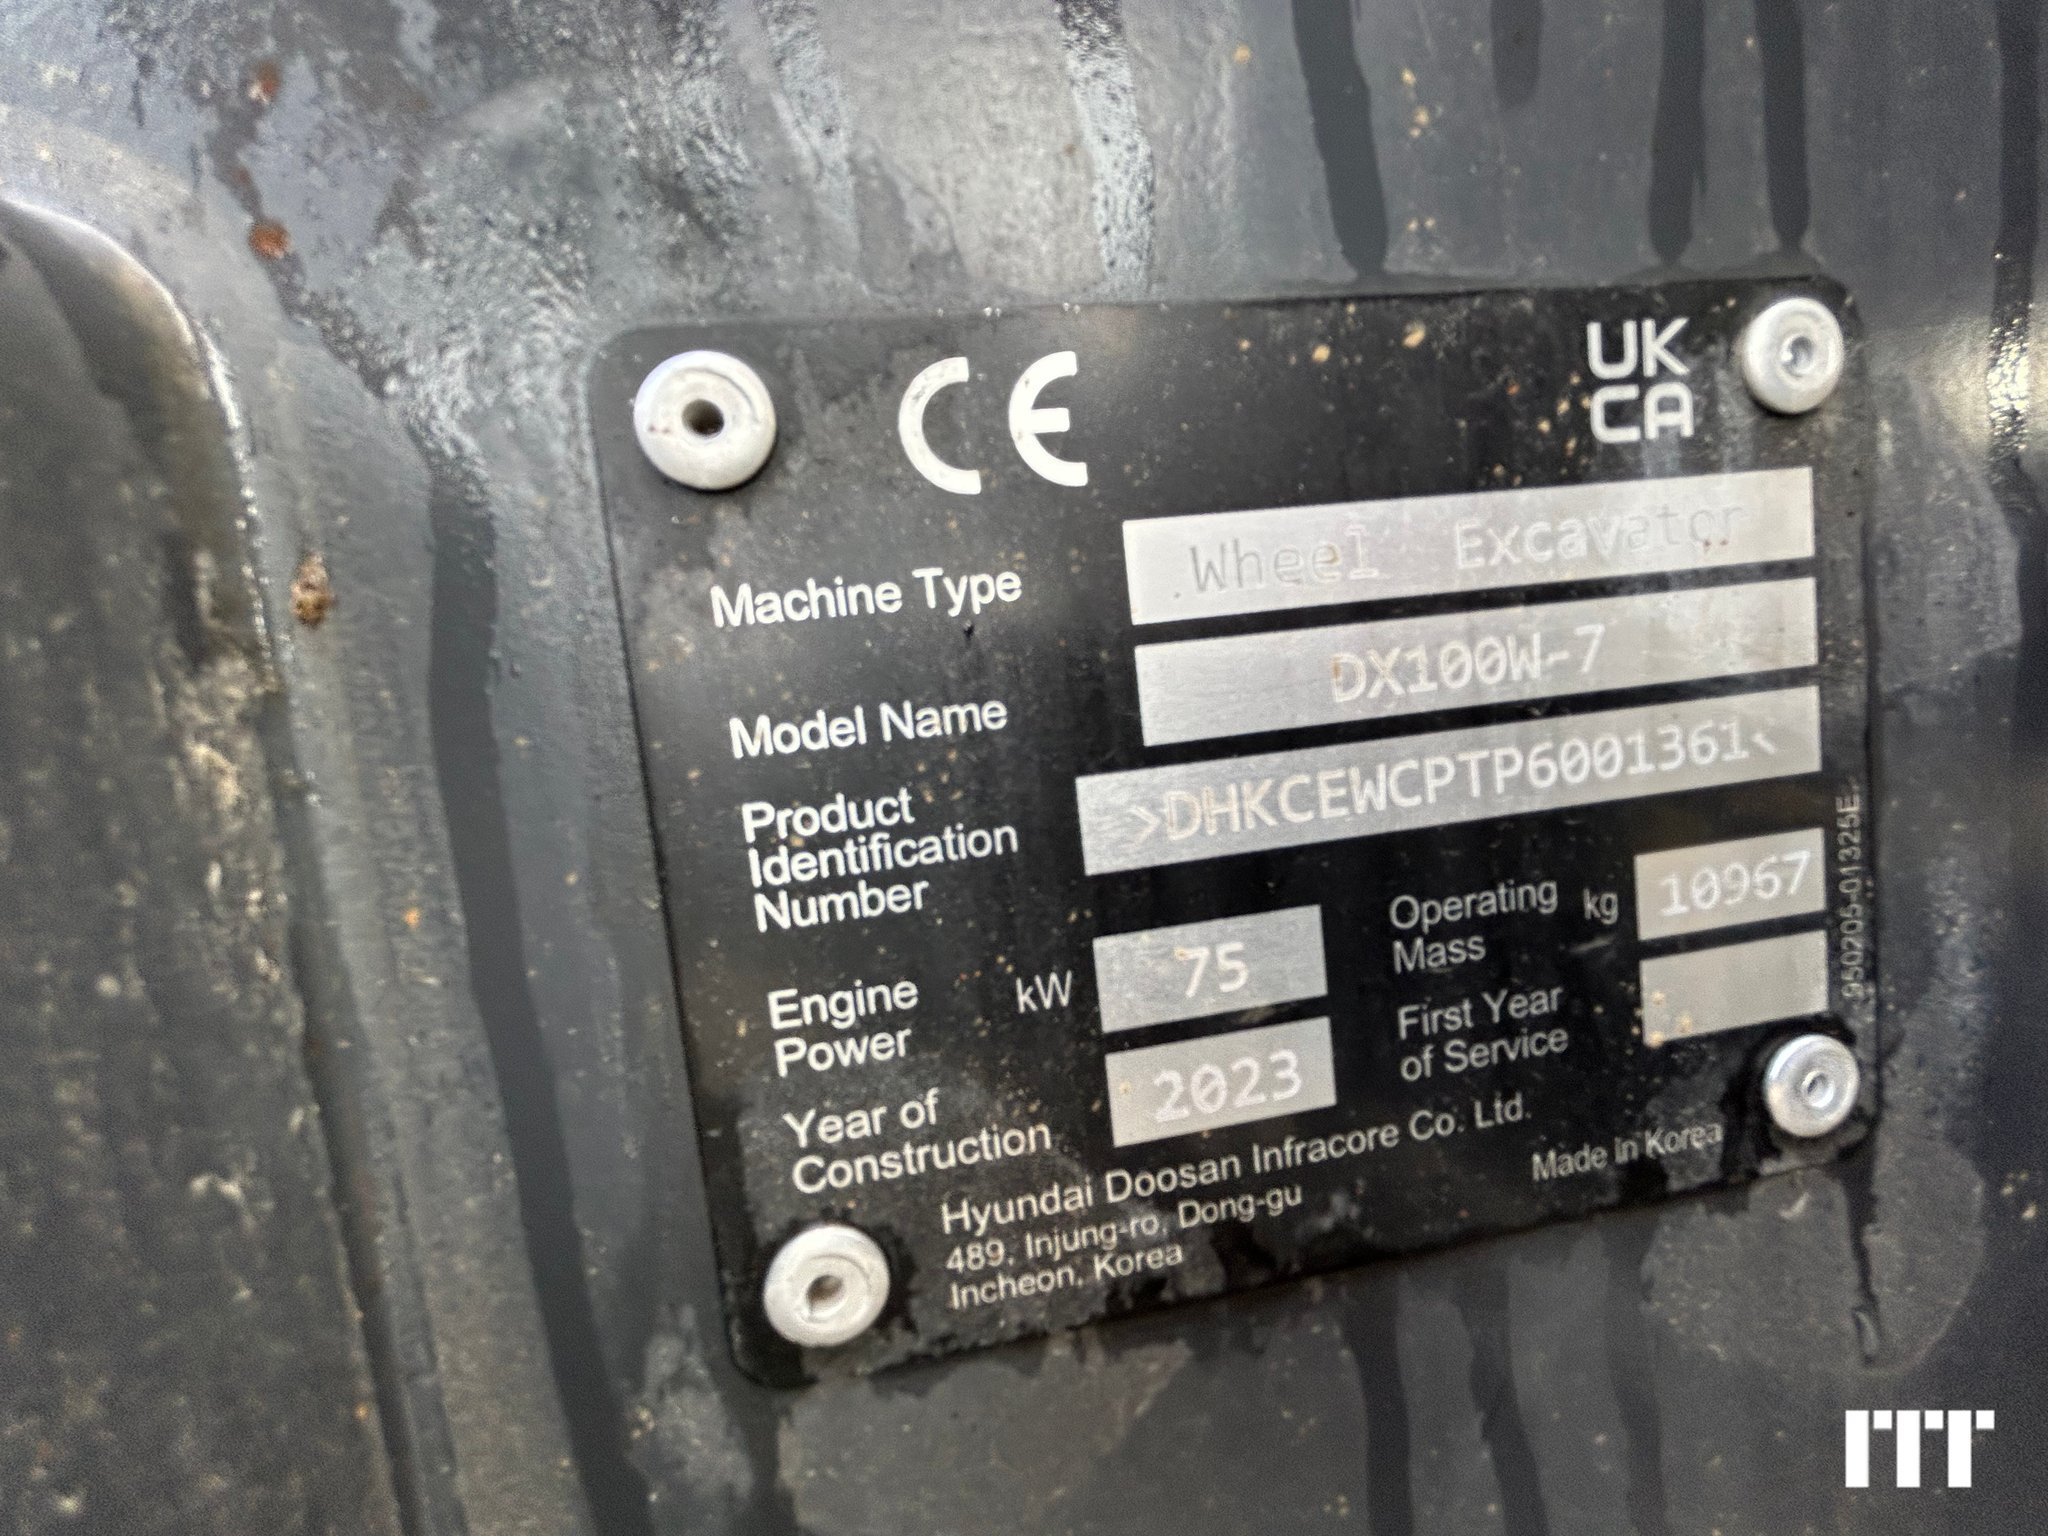 CE
UK
CA
Machine Type
Wheel Excavator
Model Name
DX100W-7
Product
Identification
Number
>DHKCEWCPTP6001361<
Engine
Power
kW
75
Operating
Mass
kg
10967
Year of
Construction
2023
First Year
of Service
Hyundai Doosan Infracore Co. Ltd.
489, Injung-ro, Dong-gu
Incheon, Korea
Made in Korea
950205-01325E